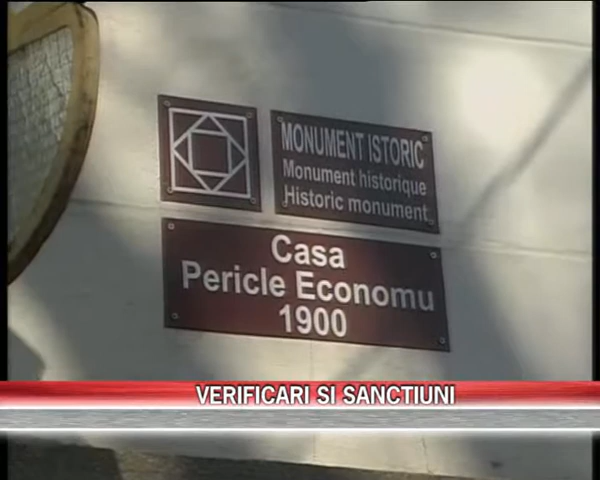 MONUMENT ISTORIC
Monument historique
Historic monument
Casa
Pericle Economu
1900
VERIFICARI SI SANCTIUNI